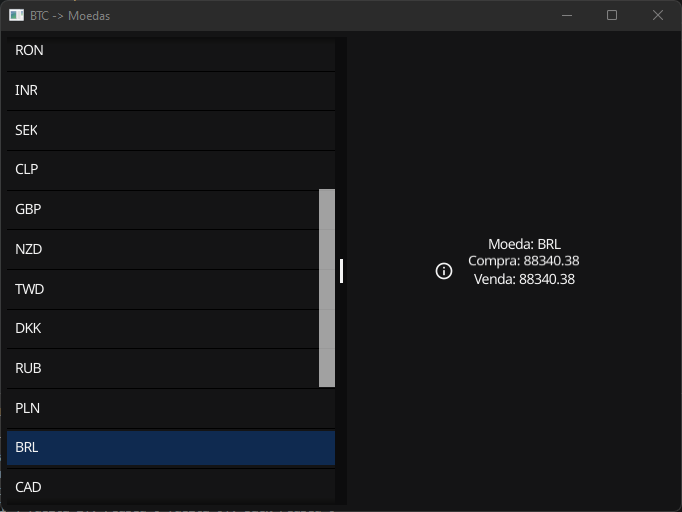 BTC -> Moedas
RON
INR
SEK
CLP
GBP
NZD
TWD
DKK
RUB
PLN
BRL
CAD
Moeda: BRL
Compra: 88340.38
Venda: 88340.38